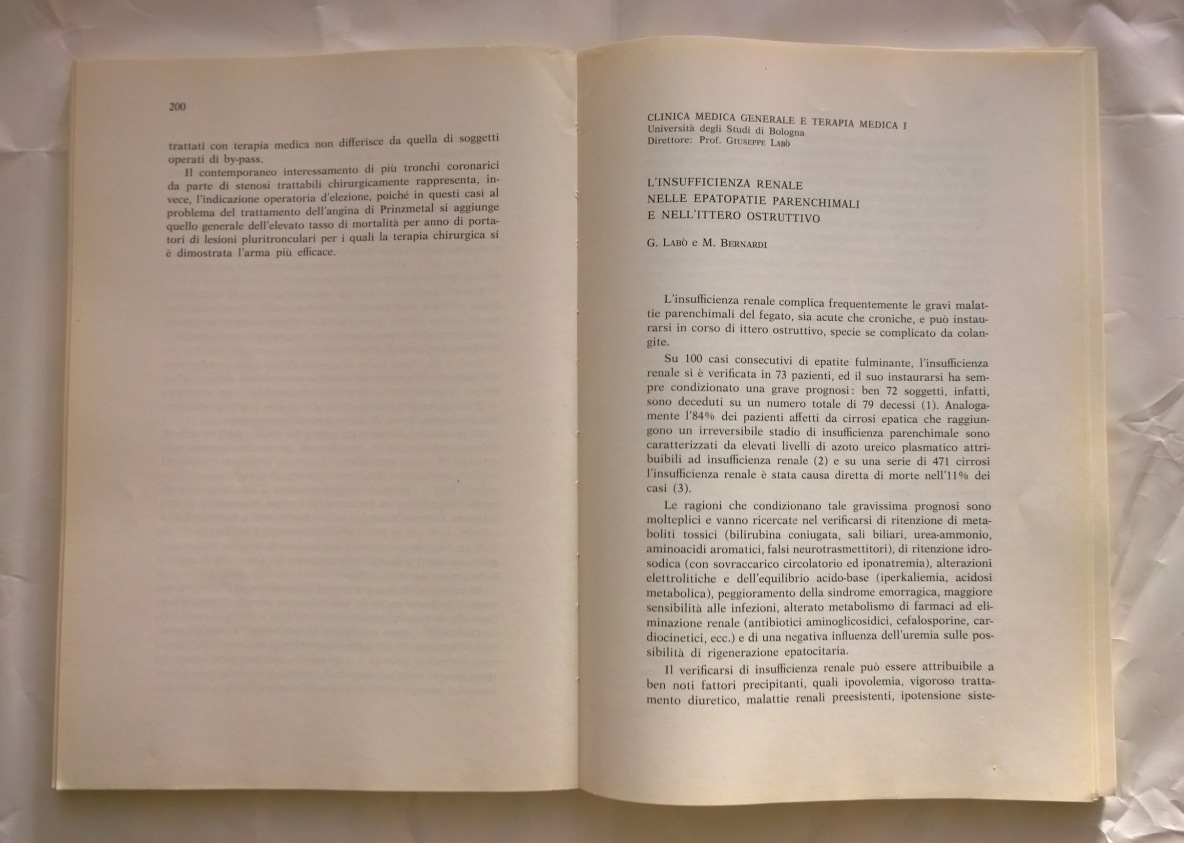 200
trattati con terapia medica non differisce da quella di soggetti
operati di by-pass.
Il contemporaneo interessamento di più tronchi coronarici
da parte di stenosi trattabili chirurgicamente rappresenta, in-
vece, l'indicazione operatoria d'elezione, poiché in questi casi al
problema del trattamento dell'angina di Prinzmetal si aggiunge
quello generale dell'elevato tasso di mortalità per anno di porta-
tori di lesioni pluritronculari per i quali la terapia chirurgica si
è dimostrata l'arma più efficace.
CLINICA MEDICA GENERALE E TERAPIA MEDICA I
Università degli Studi di Bologna
Direttore: Prof. GIUSEPPE LABÒ
L'INSUFFICIENZA RENALE
NELLE EPATOPATIE PARENCHIMALI
E NELL'ITTERO OSTRUTTIVO
G. LABÒ e M. BERNARDI
L'insufficienza renale complica frequentemente le gravi malat-
tie parenchimali del fegato, sia acute che croniche, e può instau-
rarsi in corso di ittero ostruttivo, specie se complicato da colan-
gite.
Su 100 casi consecutivi di epatite fulminante, l'insufficienza
renale si è verificata in 73 pazienti, ed il suo instaurarsi ha sem-
pre condizionato una grave prognosi: ben 72 soggetti, infatti,
sono deceduti su un numero totale di 79 decessi (1). Analoga-
mente l'84% dei pazienti affetti da cirrosi epatica che raggiun-
gono un irreversibile stadio di insufficienza parenchimale sono
caratterizzati da elevati livelli di azoto ureico plasmatico attri-
buibili ad insufficienza renale (2) e su una serie di 471 cirrosi
l'insufficienza renale è stata causa diretta di morte nell'11% dei
casi (3).
Le ragioni che condizionano tale gravissima prognosi sono
molteplici e vanno ricercate nel verificarsi di ritenzione di meta-
boliti tossici (bilirubina coniugata, sali biliari, urea-ammonio,
aminoacidi aromatici, falsi neurotrasmettitori), di ritenzione idro-
sodica (con sovraccarico circolatorio ed iponatremia), alterazioni
elettrolitiche e dell'equilibrio acido-base (iperkaliemia, acidosi
metabolica), peggioramento della sindrome emorragica, maggiore
sensibilità alle infezioni, alterato metabolismo di farmaci ad eli-
minazione renale (antibiotici aminoglicosidici, cefalosporine, car-
diocinetici, ecc.) e di una negativa influenza dell'uremia sulle pos-
sibilità di rigenerazione epatocitaria.
Il verificarsi di insufficienza renale può essere attribuibile a
ben noti fattori precipitanti, quali ipovolemia, vigoroso tratta-
mento diuretico, malattie renali preesistenti, ipotensione siste-